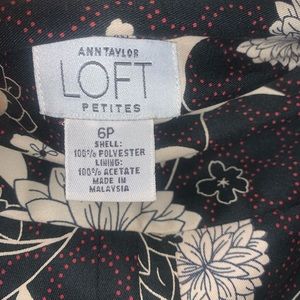 ANN TAYLOR
LOFT
PETITES
6P
SHELL:
100% POLYESTER
LINING:
100% ACETATE
MADE IN
MALAYSIA